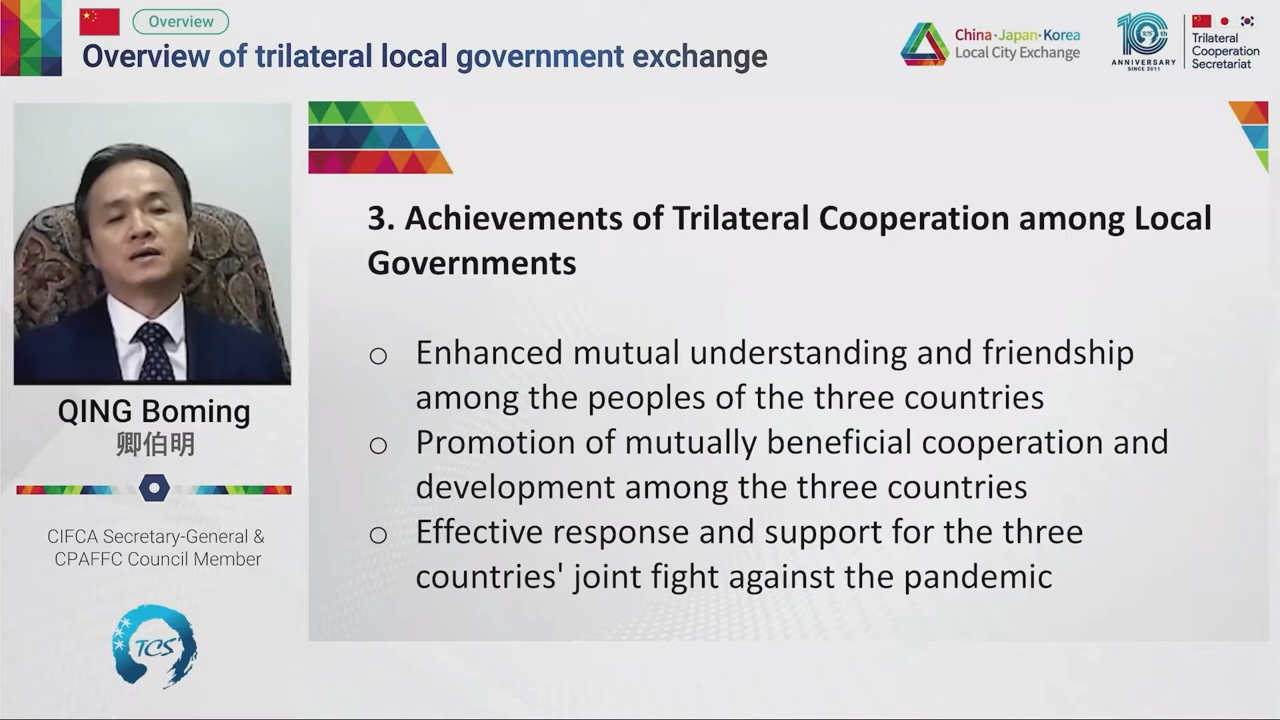 Overview
Overview of trilateral local government exchange
China·Japan·Korea
Local City Exchange
10th
TCS
ANNIVERSARY
SINCE 2011
Trilateral
Cooperation
Secretariat
3. Achievements of Trilateral Cooperation among Local
Governments
○ Enhanced mutual understanding and friendship
among the peoples of the three countries
○ Promotion of mutually beneficial cooperation and
development among the three countries
○ Effective response and support for the three
countries' joint fight against the pandemic
QING Boming
卿伯明
CIFCA Secretary-General &
CPAFFC Council Member
TCS